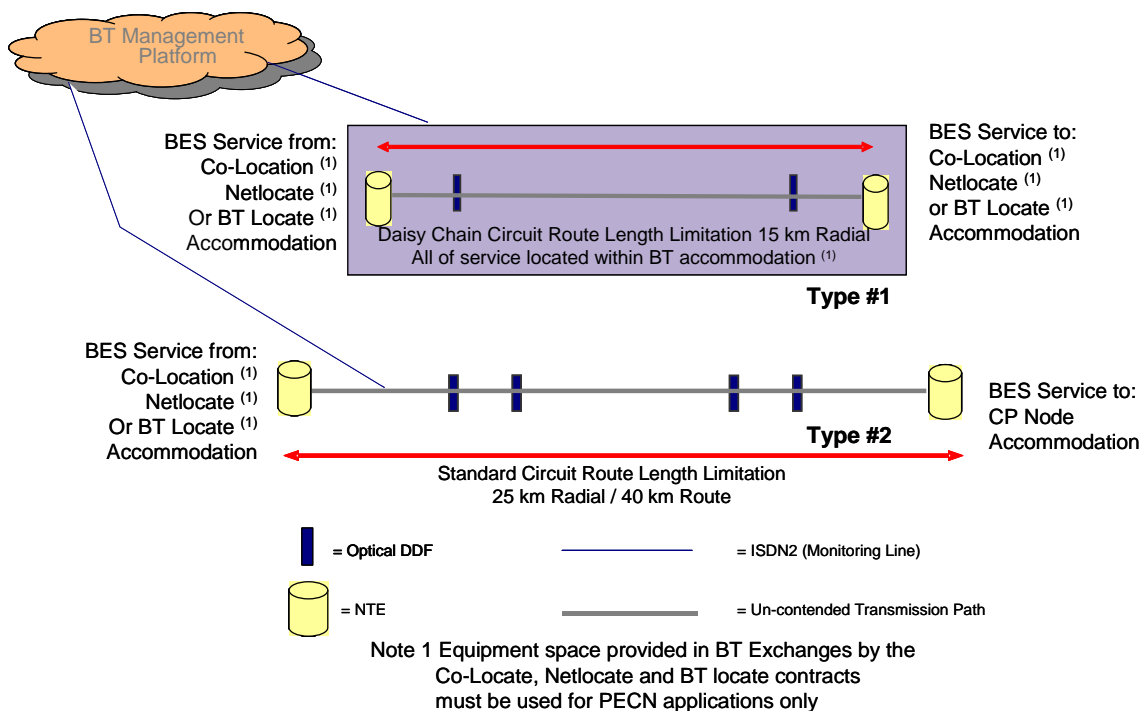 BT Management
Platform
BES Service from:
Co-Location (1)
Netlocate (1)
Or BT Locate (1)
Accommodation
BES Service to:
Co-Location (1)
Netlocate (1)
or BT Locate (1)
Accommodation
Daisy Chain Circuit Route Length Limitation 15 km Radial
All of service located within BT accommodation (1)
Type #1
BES Service from:
Co-Location (1)
Netlocate (1)
Or BT Locate (1)
Accommodation
BES Service to:
CP Node
Accommodation
Type #2
Standard Circuit Route Length Limitation
25 km Radial / 40 km Route
= Optical DDF
= ISDN2 (Monitoring Line)
= NTE
= Un-contended Transmission Path
Note 1 Equipment space provided in BT Exchanges by the
Co-Locate, Netlocate and BT locate contracts
must be used for PECN applications only